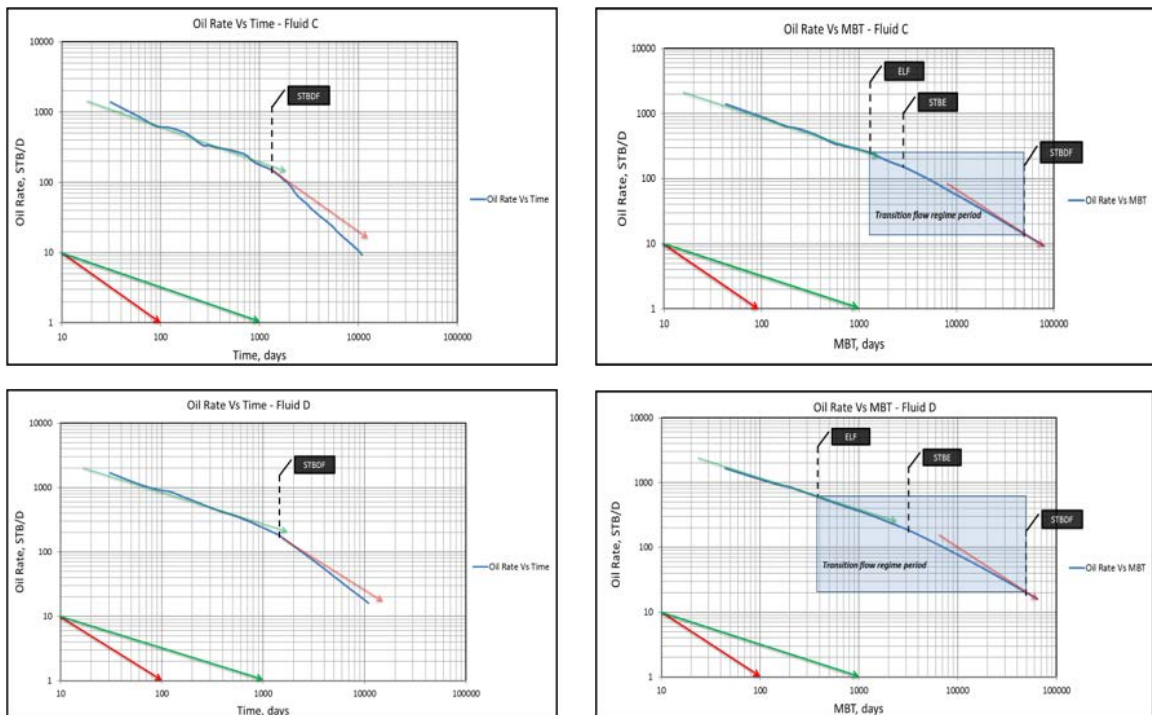 Oil Rate Vs Time - Fluid C
10000
1000
100
10
1
Oil Rate, STB/D
STBDF
Oil Rate Vs Time
10 100 1000 10000 100000
Time, days
Oil Rate Vs MBT - Fluid C
10000
1000
100
10
1
Oil Rate, STB/D
ELF
STBE
STBDF
Transition flow regime period
Oil Rate Vs MBT
10 100 1000 10000 100000
MBT, days
Oil Rate Vs Time - Fluid D
10000
1000
100
10
1
Oil Rate, STB/D
STBDF
Oil Rate Vs Time
10 100 1000 10000 100000
Time, days
Oil Rate Vs MBT - Fluid D
10000
1000
100
10
1
Oil Rate, STB/D
ELF
STBE
STBDF
Transition flow regime period
Oil Rate Vs MBT
10 100 1000 10000 100000
MBT, days